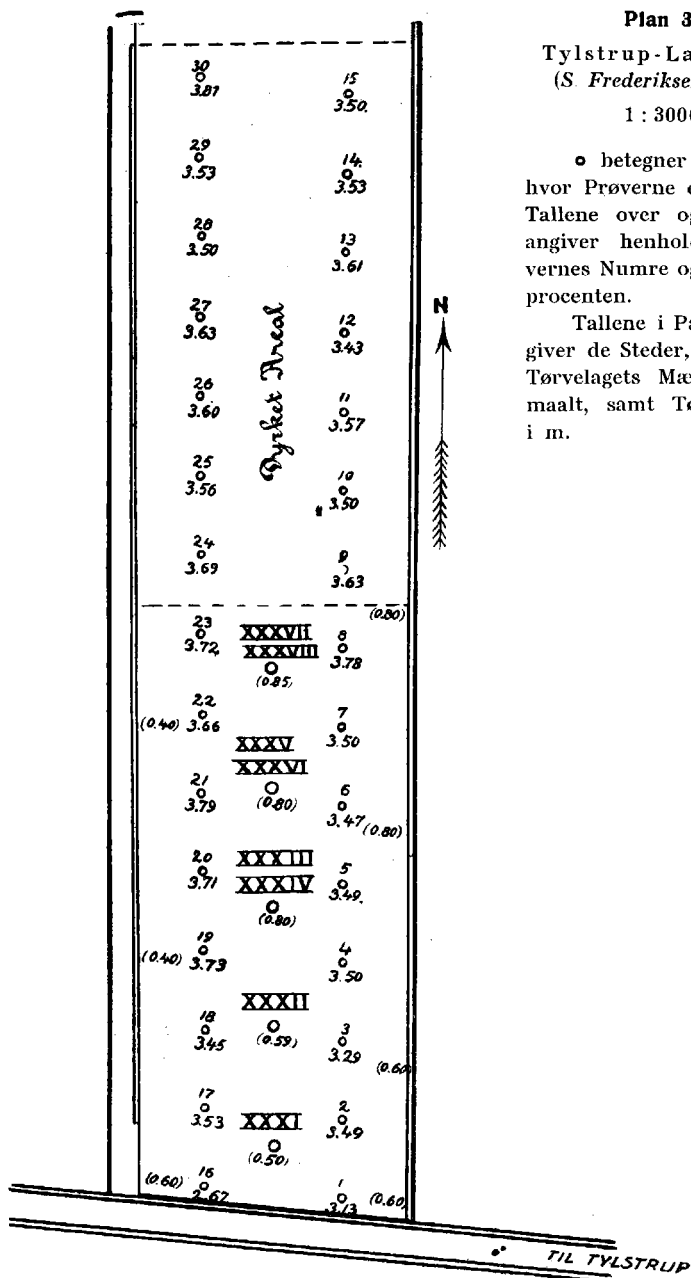 Plan 3
Tylstrup-La
(S. Frederikse
1 : 3000
o betegner
hvor Prøverne
Tallene over
angiver
vernes Numre
procenten.
Tallene i
giver de Steder,
Tørvelagets
maalt, samt
i m.
N
30
3.81
15
3.50.
29
3.53
14.
3.53
28
3.50
13
3.61
27
3.63
12
3.43
Dyrket Areal
26
3.60
11
3.57
25
3.56
10
3.50
24
3.69
9
3.63
(0.80)
23
3.72
XXXVII
XXXVIII
(0.85)
8
3.78
22
(0.40) 3.66
7
3.50
XXXV
XXXVI
(0.80)
21
3.79
6
3.47 (0.80)
20
3.71
XXXIII
XXXIV
(0.80)
5
3.49.
19
(0.40) 3.73
4
3.50
XXXII
(0.59)
18
3.45
3
3.29
(0.60)
17
3.53
XXXI
(0.50)
2
3.49
(0.60) 16
2.67
1 (0.60)
3.13
TIL TYLSTRUP